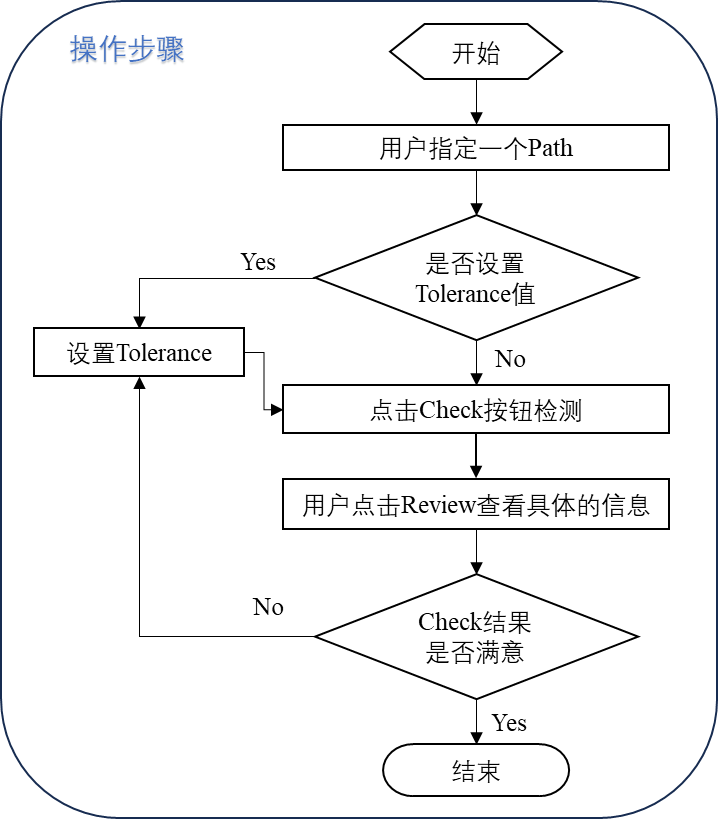 操作步骤
开始
用户指定一个Path
是否设置
Tolerance值
Yes
设置Tolerance
No
点击Check按钮检测
用户点击Review查看具体的信息
No
Check结果
是否满意
Yes
结束